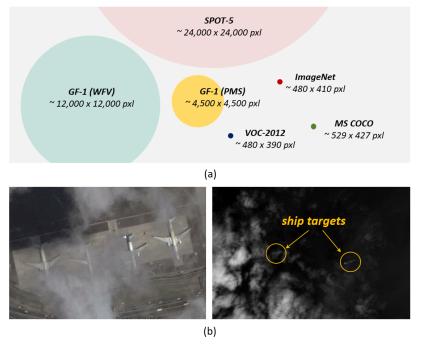 SPOT-5
~ 24,000 x 24,000 pxl
GF-1 (WFV)
~ 12,000 x 12,000 pxl
GF-1 (PMS)
~ 4,500 x 4,500 pxl
ImageNet
~ 480 x 410 pxl
MS COCO
~ 529 x 427 pxl
VOC-2012
~ 480 x 390 pxl
(a)
ship targets
(b)